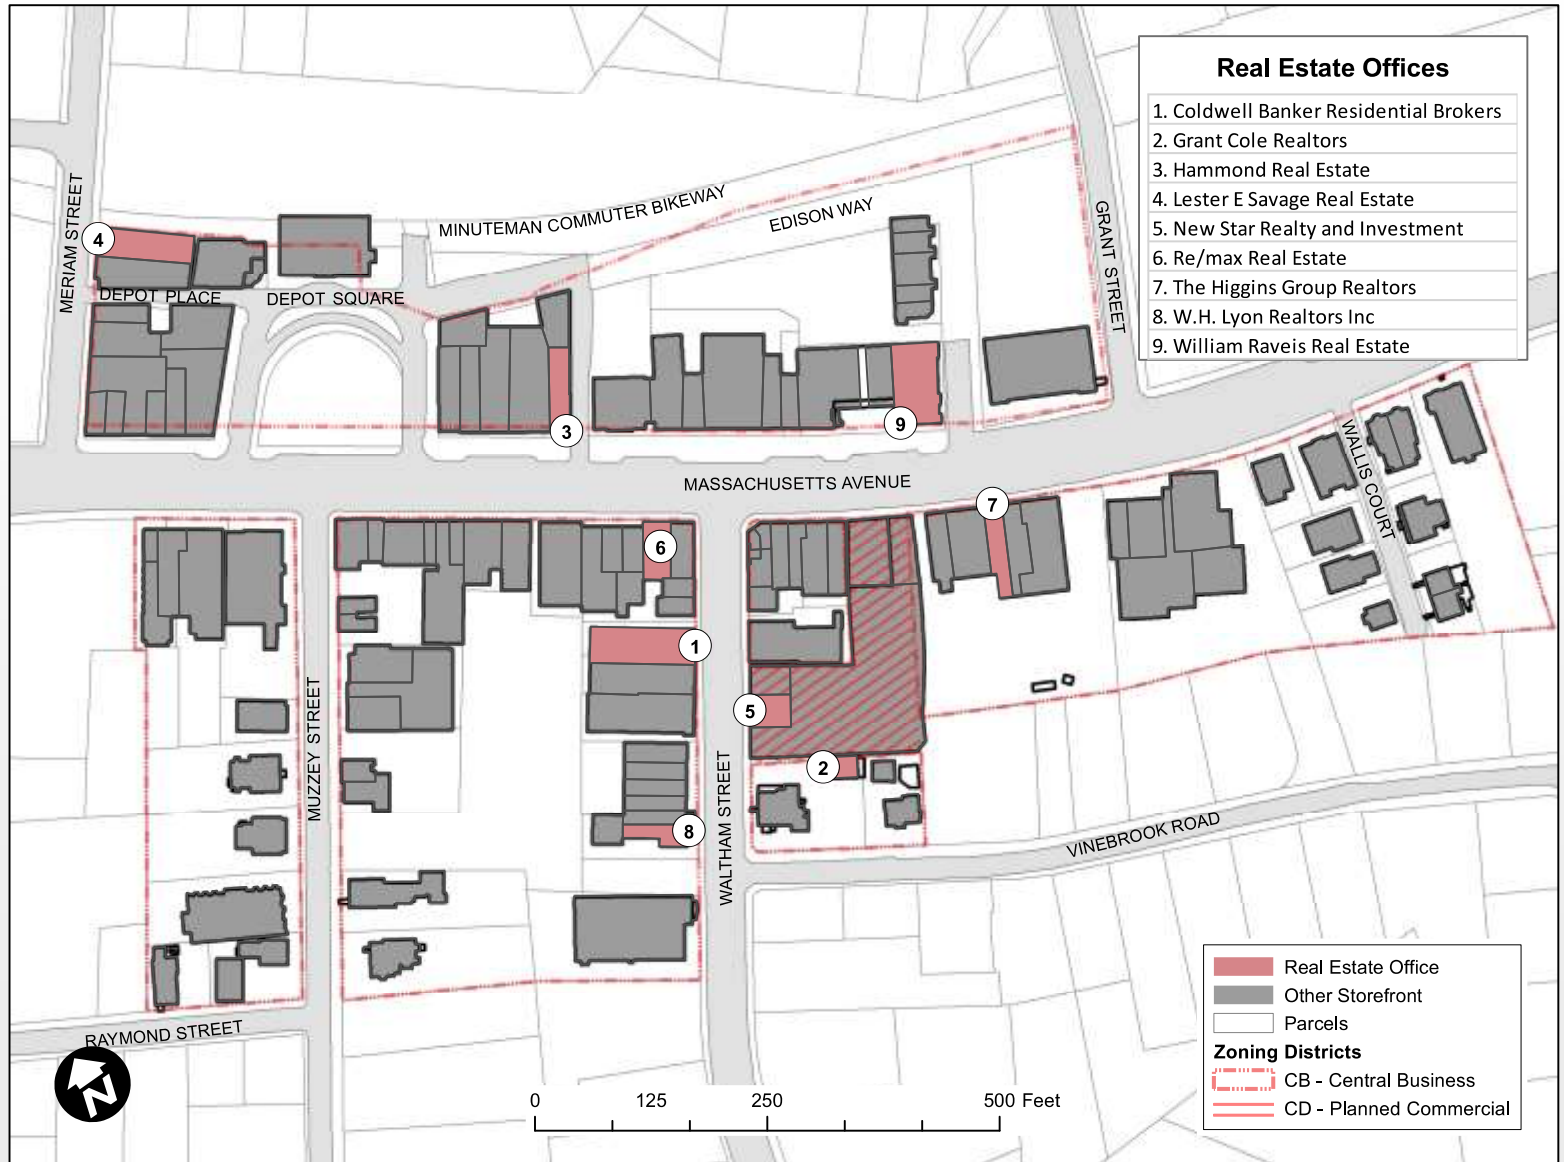 Real Estate Offices
1. Coldwell Banker Residential Brokers
2. Grant Cole Realtors
3. Hammond Real Estate
4. Lester E Savage Real Estate
5. New Star Realty and Investment
6. Re/max Real Estate
7. The Higgins Group Realtors
8. W.H. Lyon Realtors Inc
9. William Raveis Real Estate
MERIAM STREET
MINUTEMAN COMMUTER BIKEWAY
EDISON WAY
GRANT STREET
4
DEPOT PLACE
DEPOT SQUARE
3
9
MASSACHUSETTS AVENUE
WALLIS COURT
7
6
1
5
2
8
MUZZEY STREET
WALTHAM STREET
VINEBROOK ROAD
RAYMOND STREET
N
0 125 250 500 Feet
Real Estate Office
Other Storefront
Parcels
Zoning Districts
CB - Central Business
CD - Planned Commercial